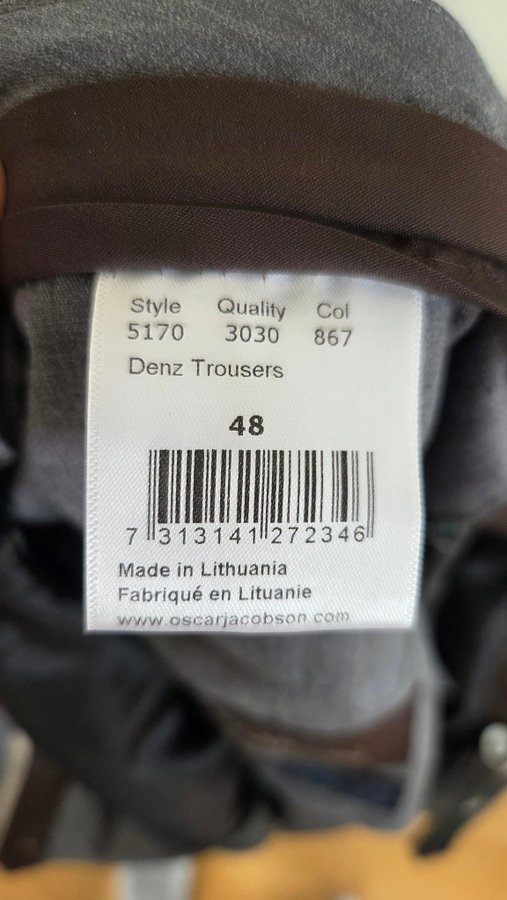 Style Quality Col
5170 3030 867
Denz Trousers
48
7 313141 272346
Made in Lithuania
Fabriqué en Lituanie
www.oscarjacobson.com